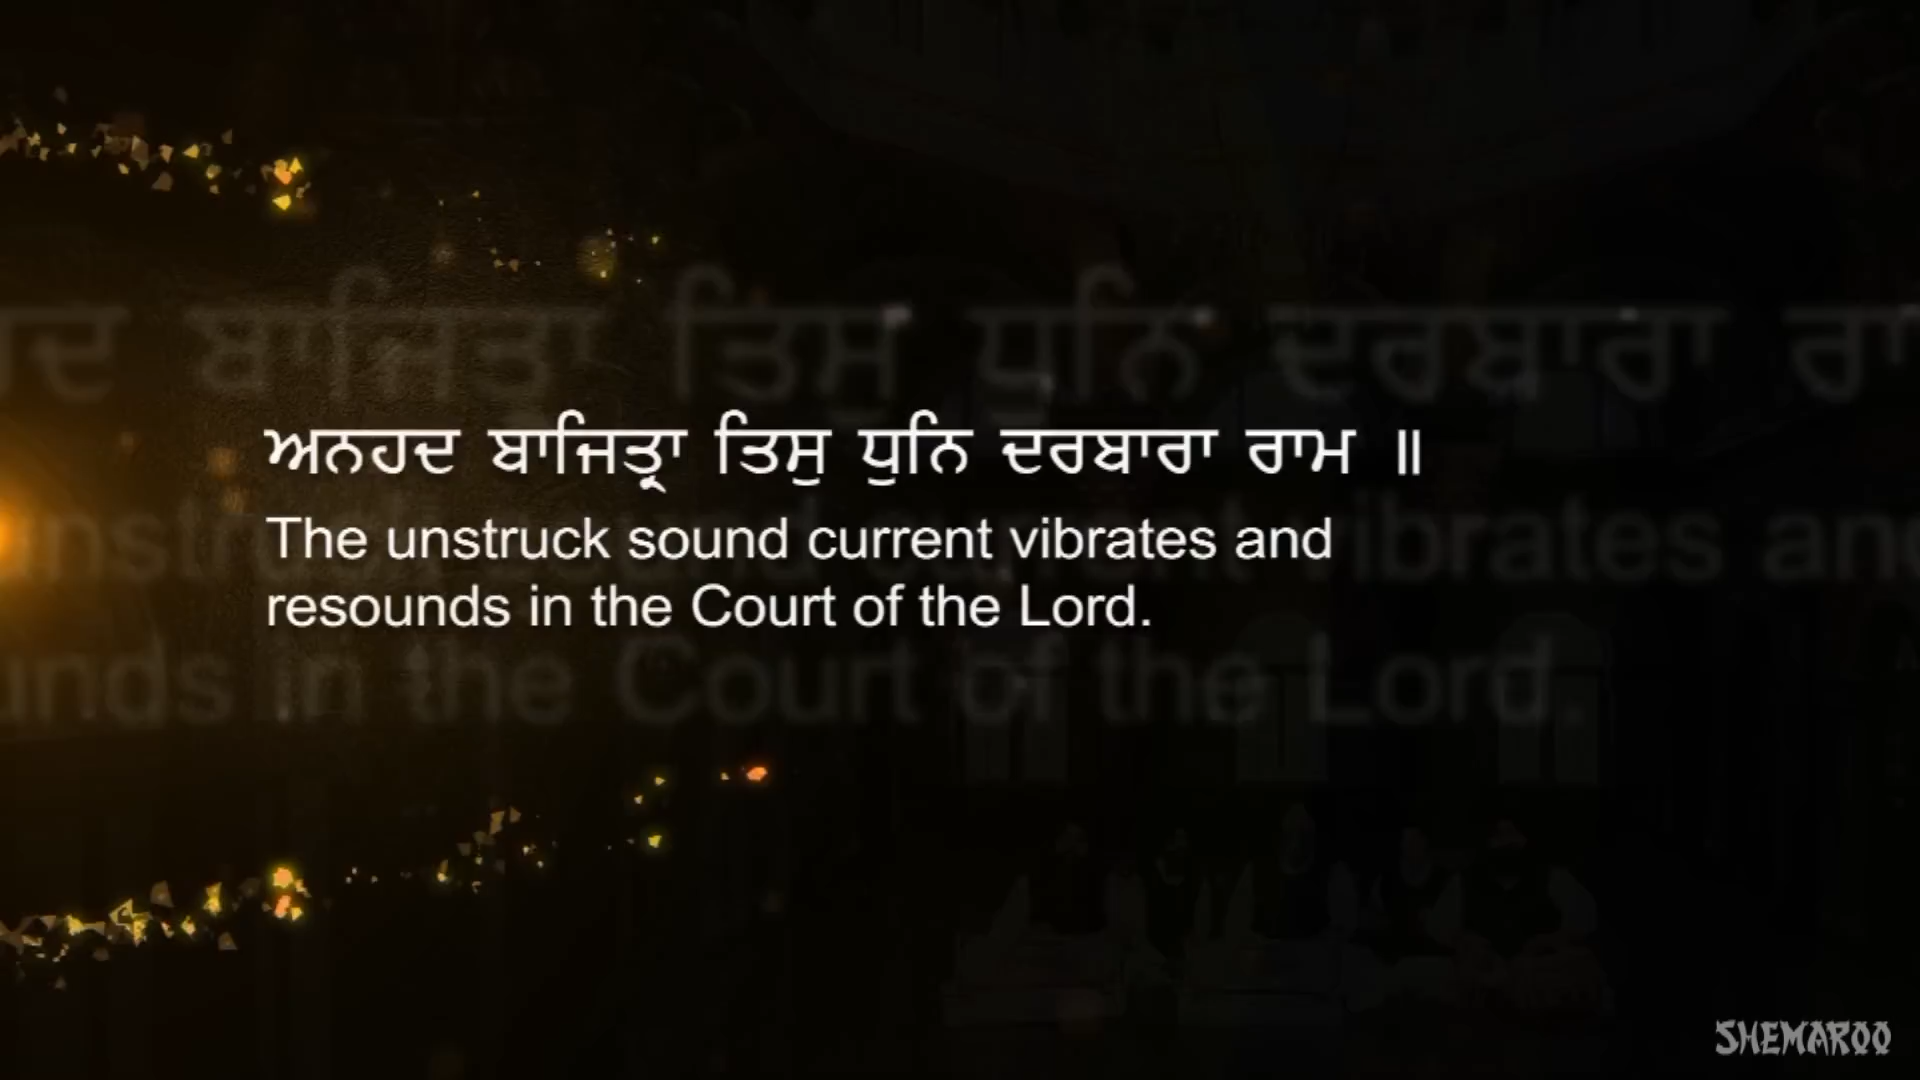 ਅਨਹਦ ਬਾਜਿਤ੍ਰਾ ਤਿਸੁ ਧੁਨਿ ਦਰਬਾਰਾ ਰਾਮ ॥
The unstruck sound current vibrates and
resounds in the Court of the Lord.
SHEMAROO